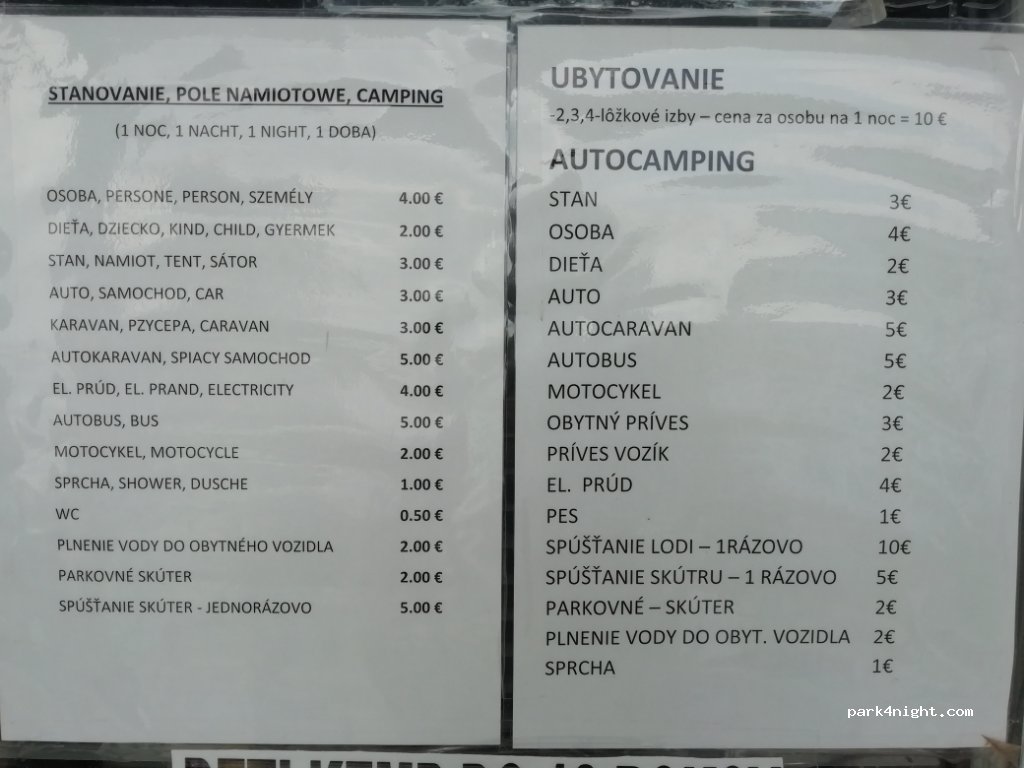 STANOVANIE, POLE NAMIOTOWE, CAMPING
(1 NOC, 1 NACHT, 1 NIGHT, 1 DOBA)
OSOBA, PERSONE, PERSON, SZEMÉLY 4.00 €
DIEŤA, DZIECKO, KIND, CHILD, GYERMEK 2.00 €
STAN, NAMIOT, TENT, SÁTOR 3.00 €
AUTO, SAMOCHOD, CAR 3.00 €
KARAVAN, PZYCEPA, CARAVAN 3.00 €
AUTOKARAVAN, SPIACY SAMOCHOD 5.00 €
EL. PRÚD, EL. PRAND, ELECTRICITY 4.00 €
AUTOBUS, BUS 5.00 €
MOTOCYKEL, MOTOCYCLE 2.00 €
SPRCHA, SHOWER, DUSCHE 1.00 €
WC 0.50 €
PLNENIE VODY DO OBYTNÉHO VOZIDLA 2.00 €
PARKOVNÉ SKÚTER 2.00 €
SPÚŠŤANIE SKÚTER - JEDNORÁZOVO 5.00 €
UBYTOVANIE
-2,3,4-lôžkové izby – cena za osobu na 1 noc = 10 €
AUTOCAMPING
STAN 3€
OSOBA 4€
DIEŤA 2€
AUTO 3€
AUTOCARAVAN 5€
AUTOBUS 5€
MOTOCYKEL 2€
OBYTNÝ PRÍVES 3€
PRÍVES VOZÍK 2€
EL. PRÚD 4€
PES 1€
SPÚŠŤANIE LODI – 1RÁZOVO 10€
SPÚŠŤANIE SKÚTRU – 1 RÁZOVO 5€
PARKOVNÉ – SKÚTER 2€
PLNENIE VODY DO OBYT. VOZIDLA 2€
SPRCHA 1€
park4night.com